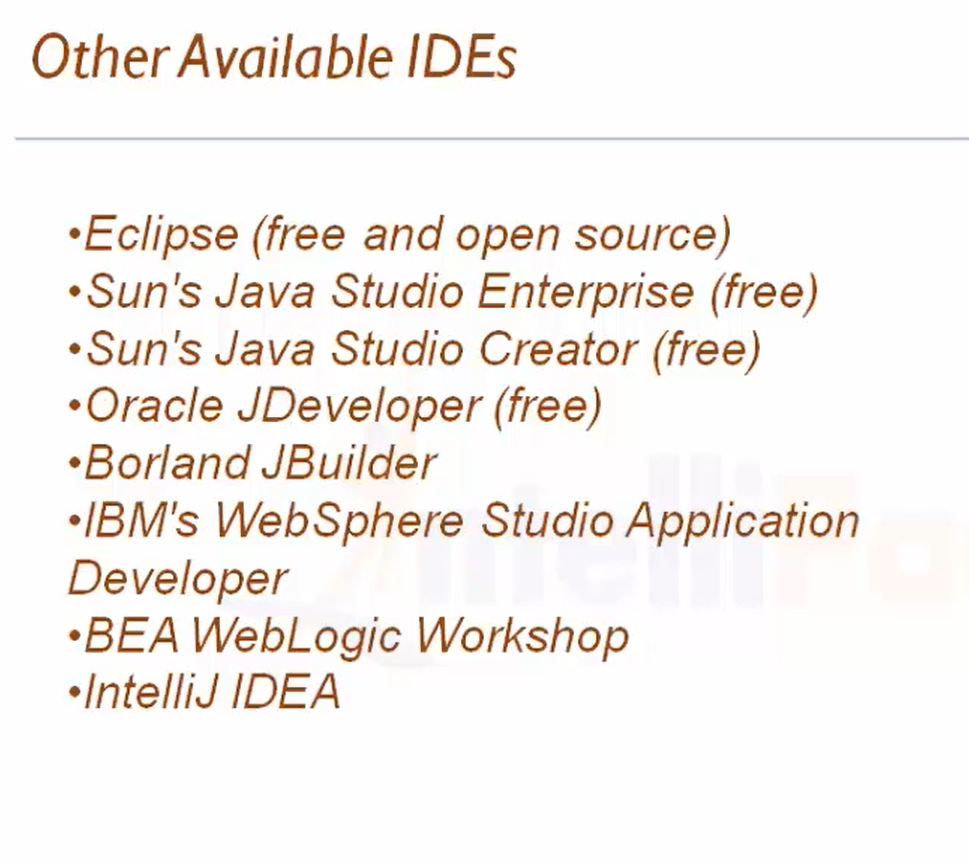 Other Available IDEs
•Eclipse (free and open source)
•Sun's Java Studio Enterprise (free)
•Sun's Java Studio Creator (free)
•Oracle JDeveloper (free)
•Borland JBuilder
•IBM's WebSphere Studio Application
Developer
•BEA WebLogic Workshop
•IntelliJ IDEA